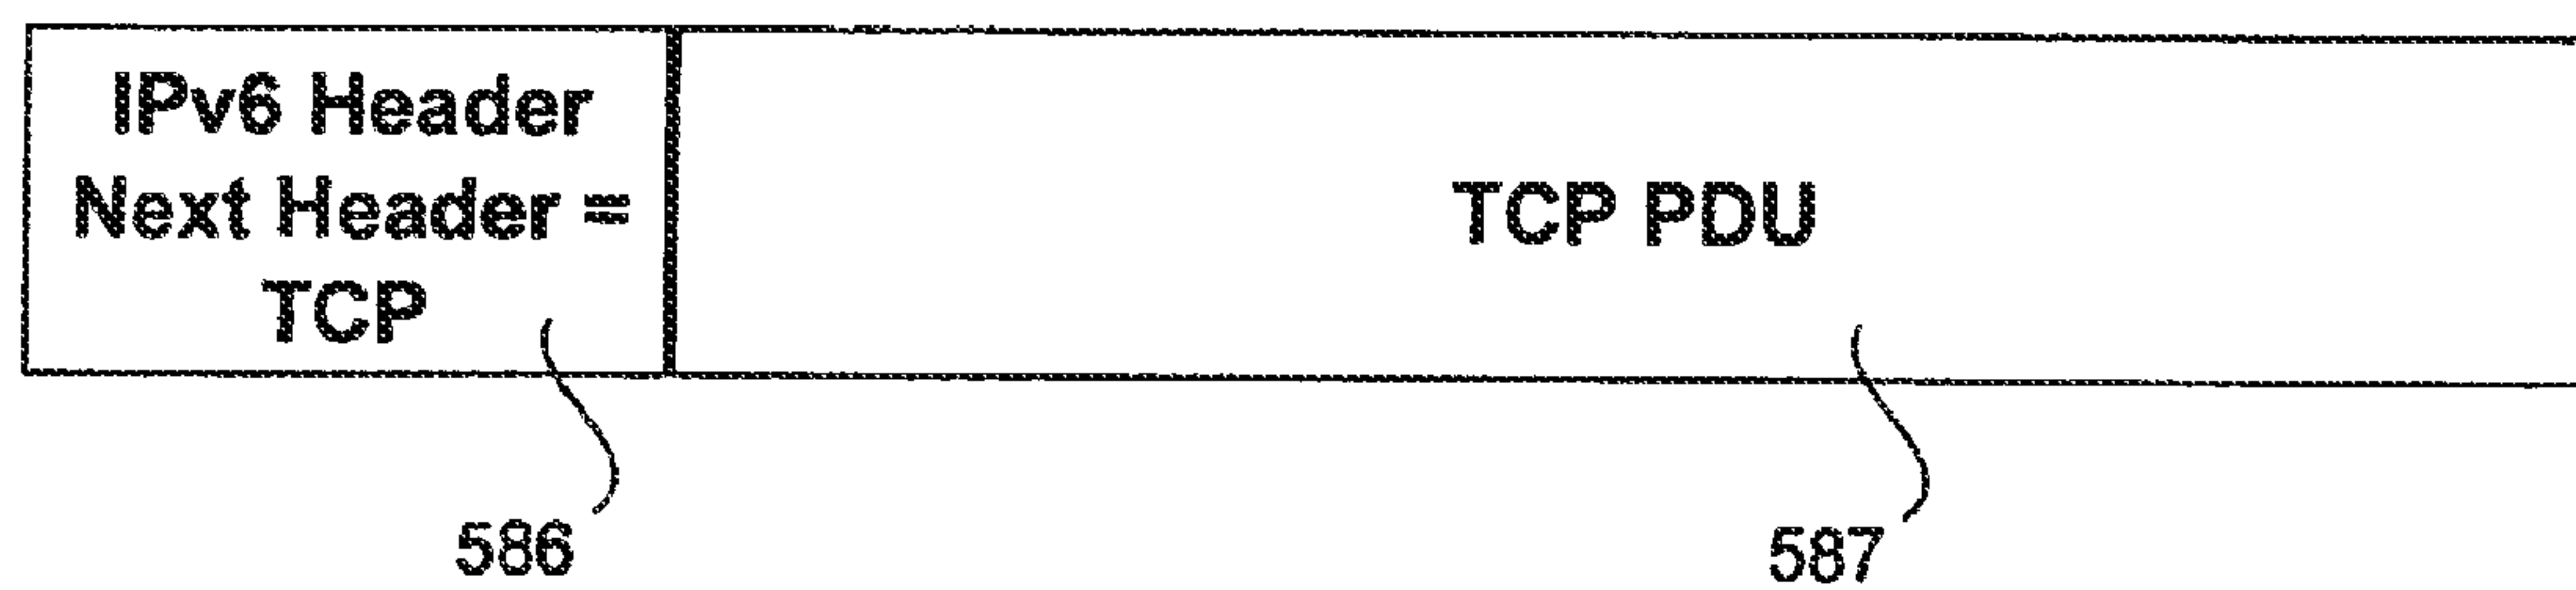 IPv6 Header
Next Header =
TCP
TCP PDU
586
587